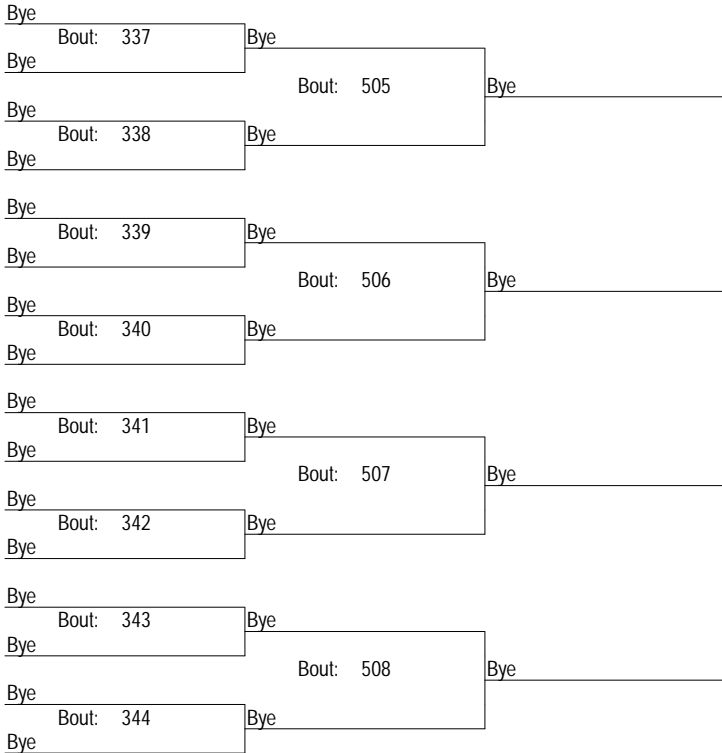 Bye
Bout: 337 Bye
Bye
Bout: 505 Bye
Bye
Bout: 338 Bye
Bye
Bye
Bout: 339 Bye
Bye
Bout: 506 Bye
Bye
Bout: 340 Bye
Bye
Bye
Bout: 341 Bye
Bye
Bout: 507 Bye
Bye
Bout: 342 Bye
Bye
Bye
Bout: 343 Bye
Bye
Bout: 508 Bye
Bye
Bout: 344 Bye
Bye